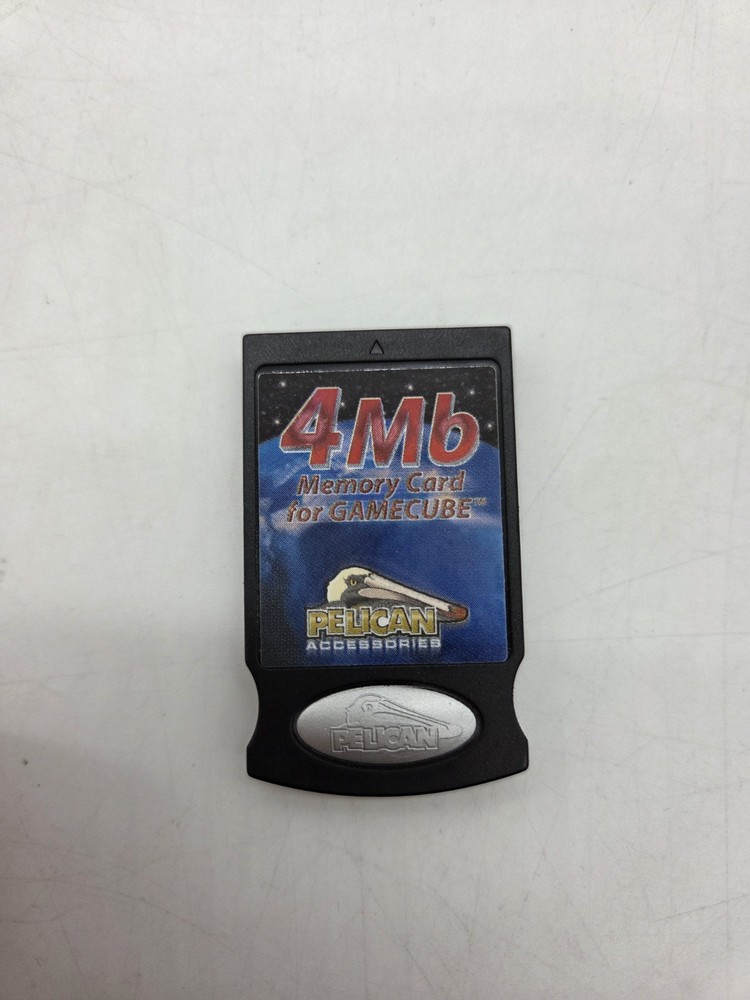 4Mb
Memory Card
for GAMECUBE™
PELICAN
ACCESSORIES
PELICAN